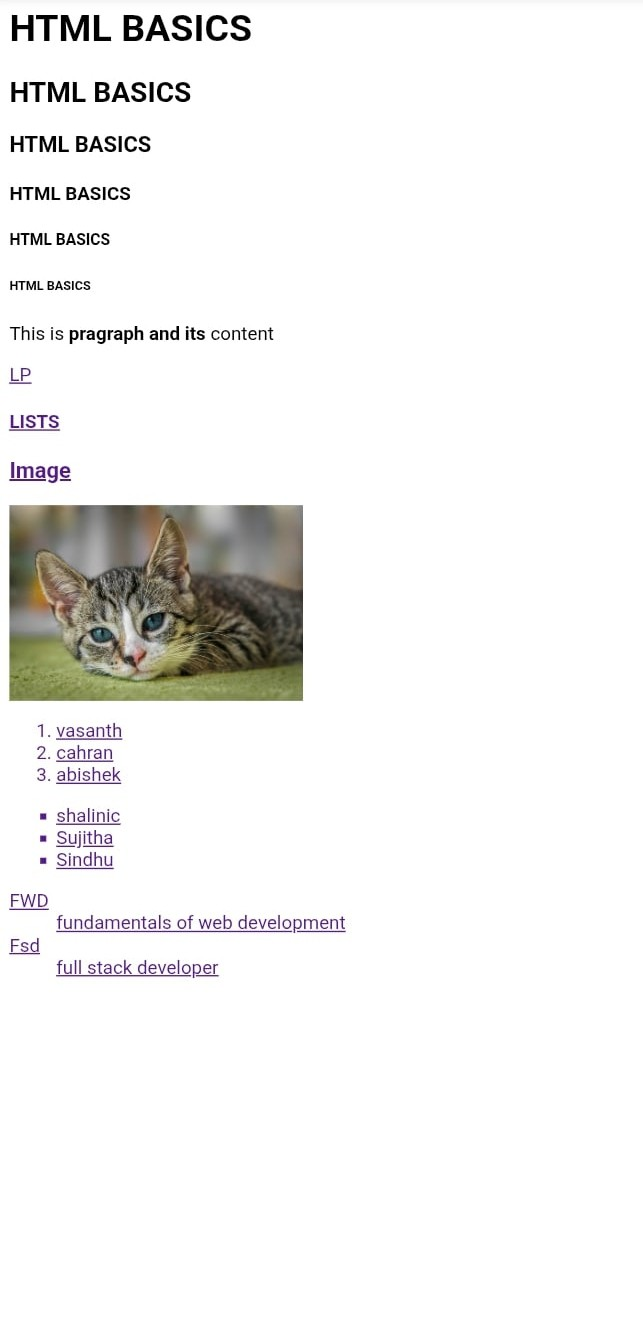 HTML BASICS
HTML BASICS
HTML BASICS
HTML BASICS
HTML BASICS
HTML BASICS
This is pragraph and its content
LP
LISTS
Image
1. vasanth
2. cahran
3. abishek
▪ shalinic
▪ Sujitha
▪ Sindhu
FWD
fundamentals of web development
Fsd
full stack developer